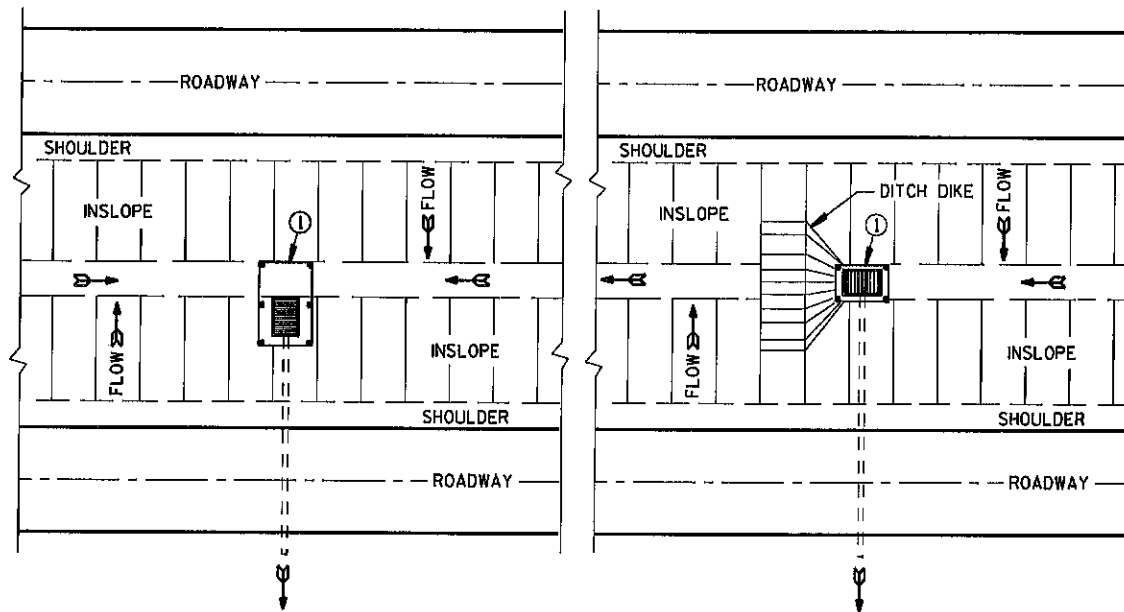 ROADWAY
SHOULDER
INSLOPE
FLOW
1
FLOW
INSLOPE
SHOULDER
ROADWAY
ROADWAY
SHOULDER
INSLOPE
DITCH DIKE
1
FLOW
FLOW
INSLOPE
SHOULDER
ROADWAY